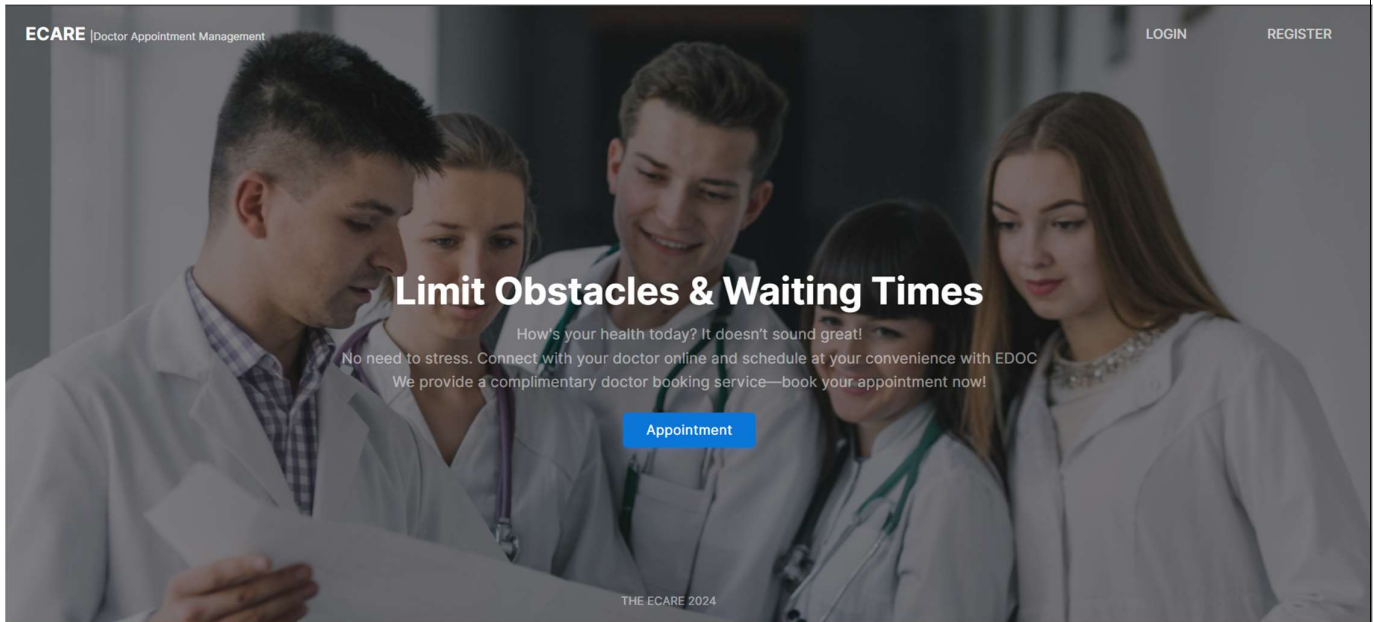 ECARE |Doctor Appointment Management
LOGIN
REGISTER
Limit Obstacles & Waiting Times
How's your health today? It doesn't sound great!
No need to stress. Connect with your doctor online and schedule at your convenience with EDOC
We provide a complimentary doctor booking service—book your appointment now!
Appointment
THE ECARE 2024